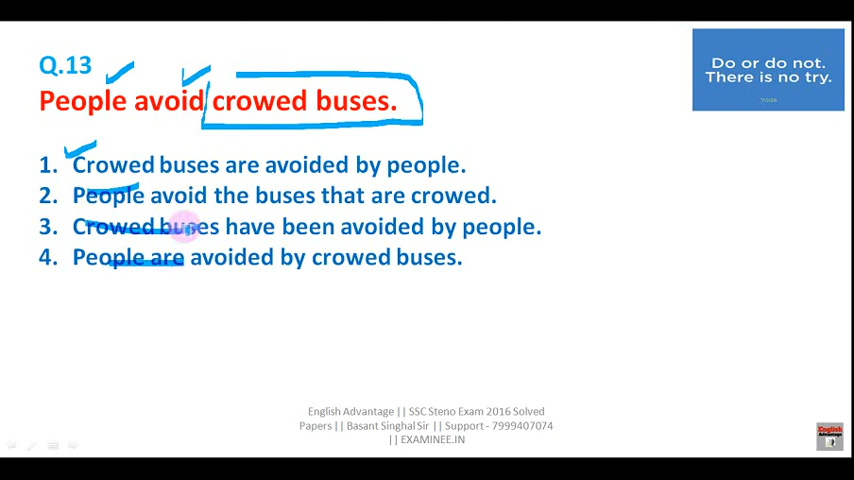 Q.13
Do or do not.
There is no try.
Yoda
People avoid crowed buses.
1. Crowed buses are avoided by people.
2. People avoid the buses that are crowed.
3. Crowed buses have been avoided by people.
4. People are avoided by crowed buses.
English Advantage || SSC Steno Exam 2016 Solved
Papers || Basant Singhal Sir || Support - 7999407074
|| EXAMINEE.IN
English
Advantage